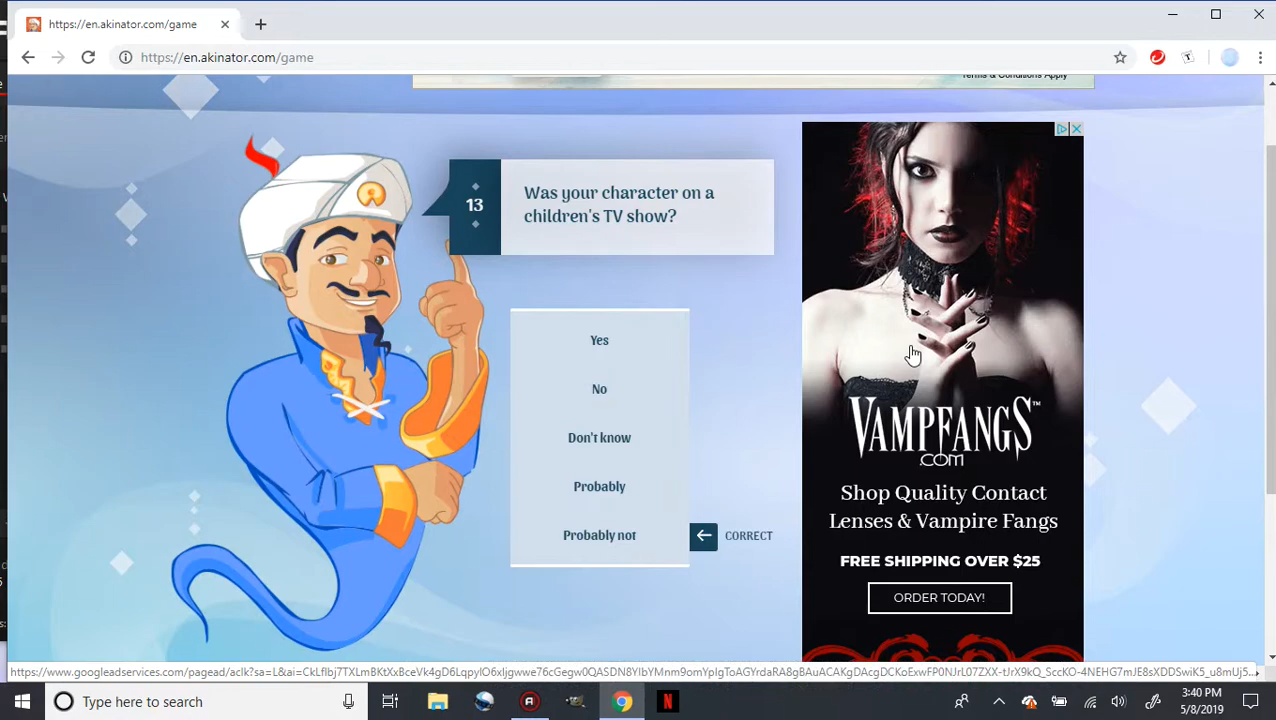 https://en.akinator.com/game
https://en.akinator.com/game
Terms & Conditions Apply
13
Was your character on a
children's TV show?
Yes
No
Don't know
Probably
Probably not
CORRECT
VAMPFANGS™
.COM
Shop Quality Contact
Lenses & Vampire Fangs
FREE SHIPPING OVER $25
ORDER TODAY!
Type here to search
3:40 PM
5/8/2019